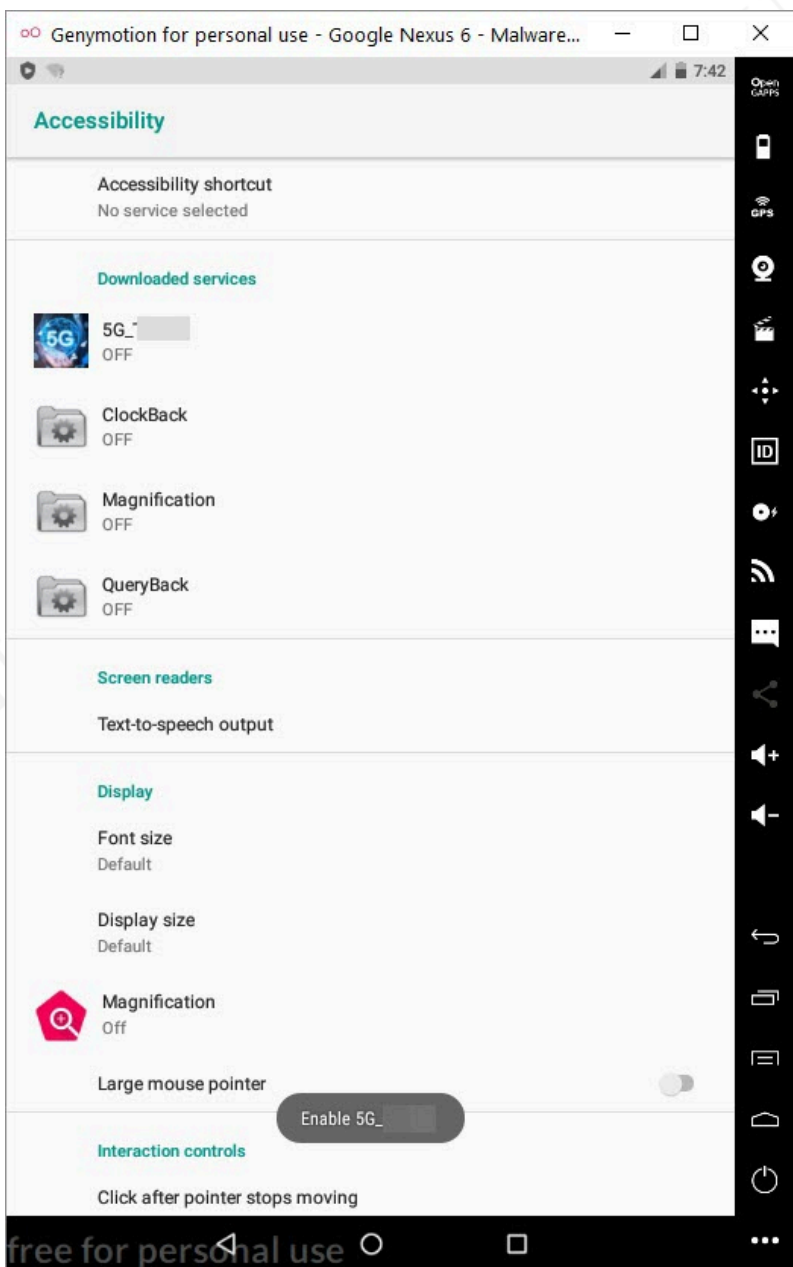 Genymotion for personal use - Google Nexus 6 - Malware...
7:42
Open
GAPPS
Accessibility
Accessibility shortcut
No service selected
GPS
Downloaded services
5G
5G_
OFF
ClockBack
OFF
ID
Magnification
OFF
QueryBack
OFF
Screen readers
Text-to-speech output
Display
Font size
Default
Display size
Default
Magnification
Off
Large mouse pointer
Enable 5G_
Interaction controls
Click after pointer stops moving
free for personal use